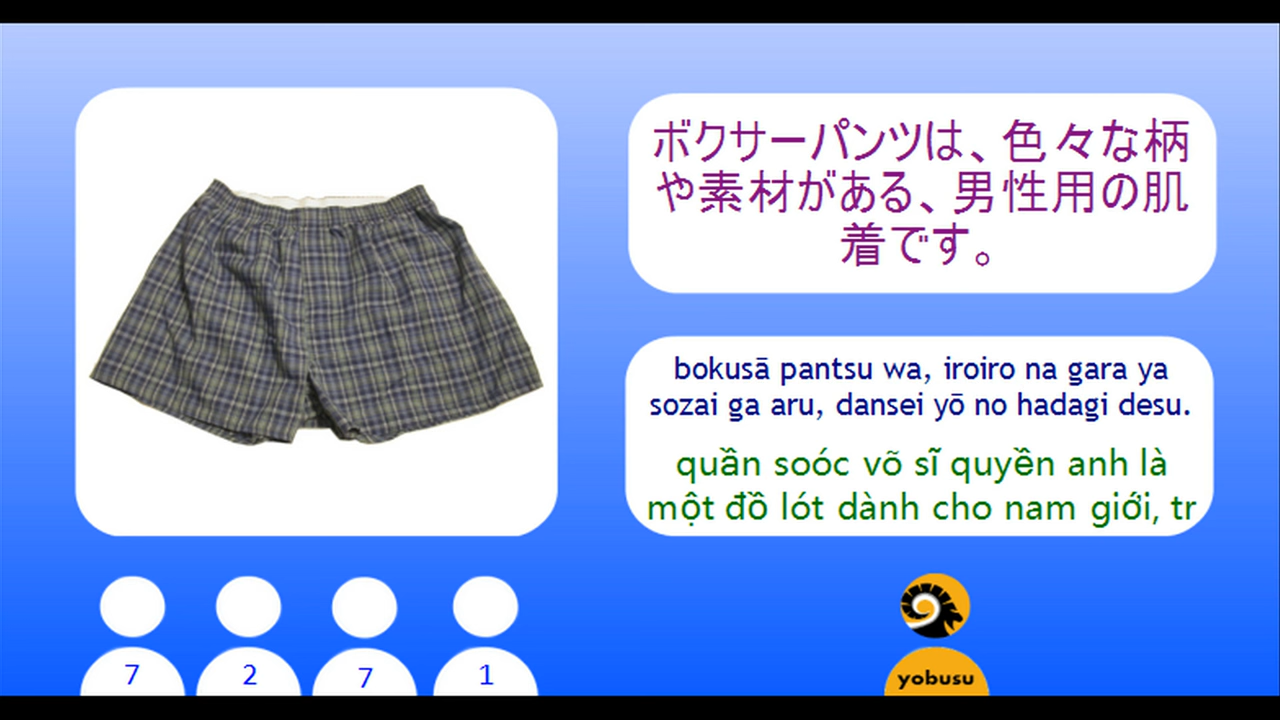 ボクサーパンツは、色々な柄
や素材がある、男性用の肌
着です。
bokusā pantsu wa, iroiro na gara ya
sozai ga aru, dansei yō no hadagi desu.
quần soóc võ sĩ quyền anh là
một đồ lót dành cho nam giới, tr
7 2 7 1
yobusu